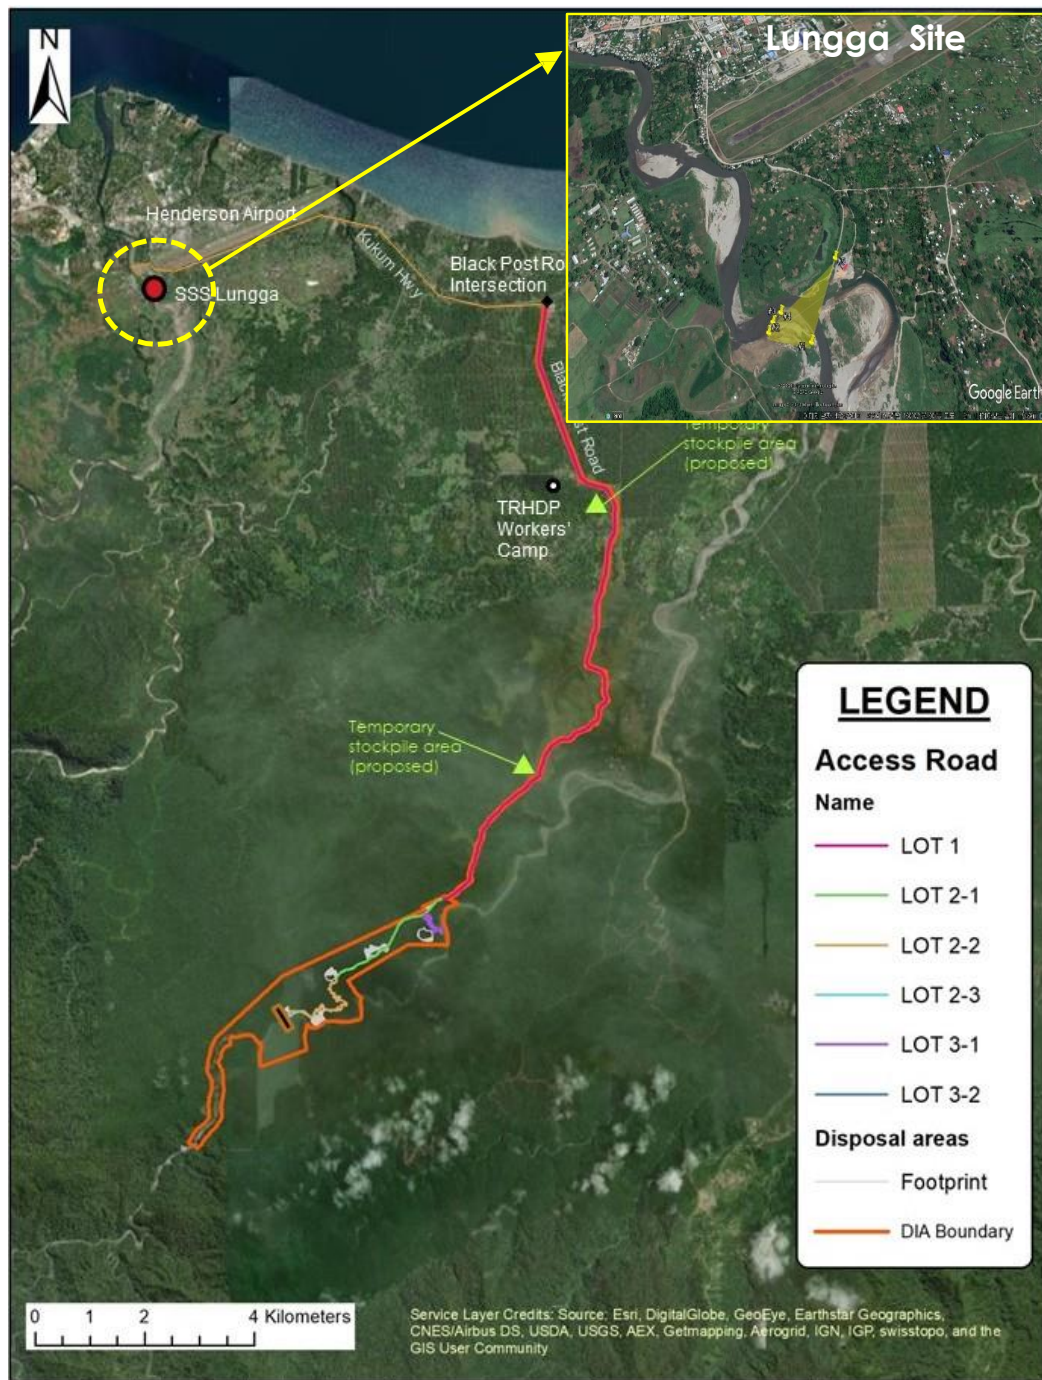 N
Lungga Site
Google Earth
Henderson Airport
Kukum Hwy
Black Post Ro
Intersection
SSS Lungga
st Road
Temporary
stockpile area
(proposed)
TRHDP
Workers'
Camp
Temporary
stockpile area
(proposed)
LEGEND
Access Road
Name
LOT 1
LOT 2-1
LOT 2-2
LOT 2-3
LOT 3-1
LOT 3-2
Disposal areas
Footprint
DIA Boundary
0 1 2 4 Kilometers
Service Layer Credits: Source: Esri, DigitalGlobe, GeoEye, Earthstar Geographics,
CNES/Airbus DS, USDA, USGS, AEX, Getmapping, Aerogrid, IGN, IGP, swisstopo, and the
GIS User Community